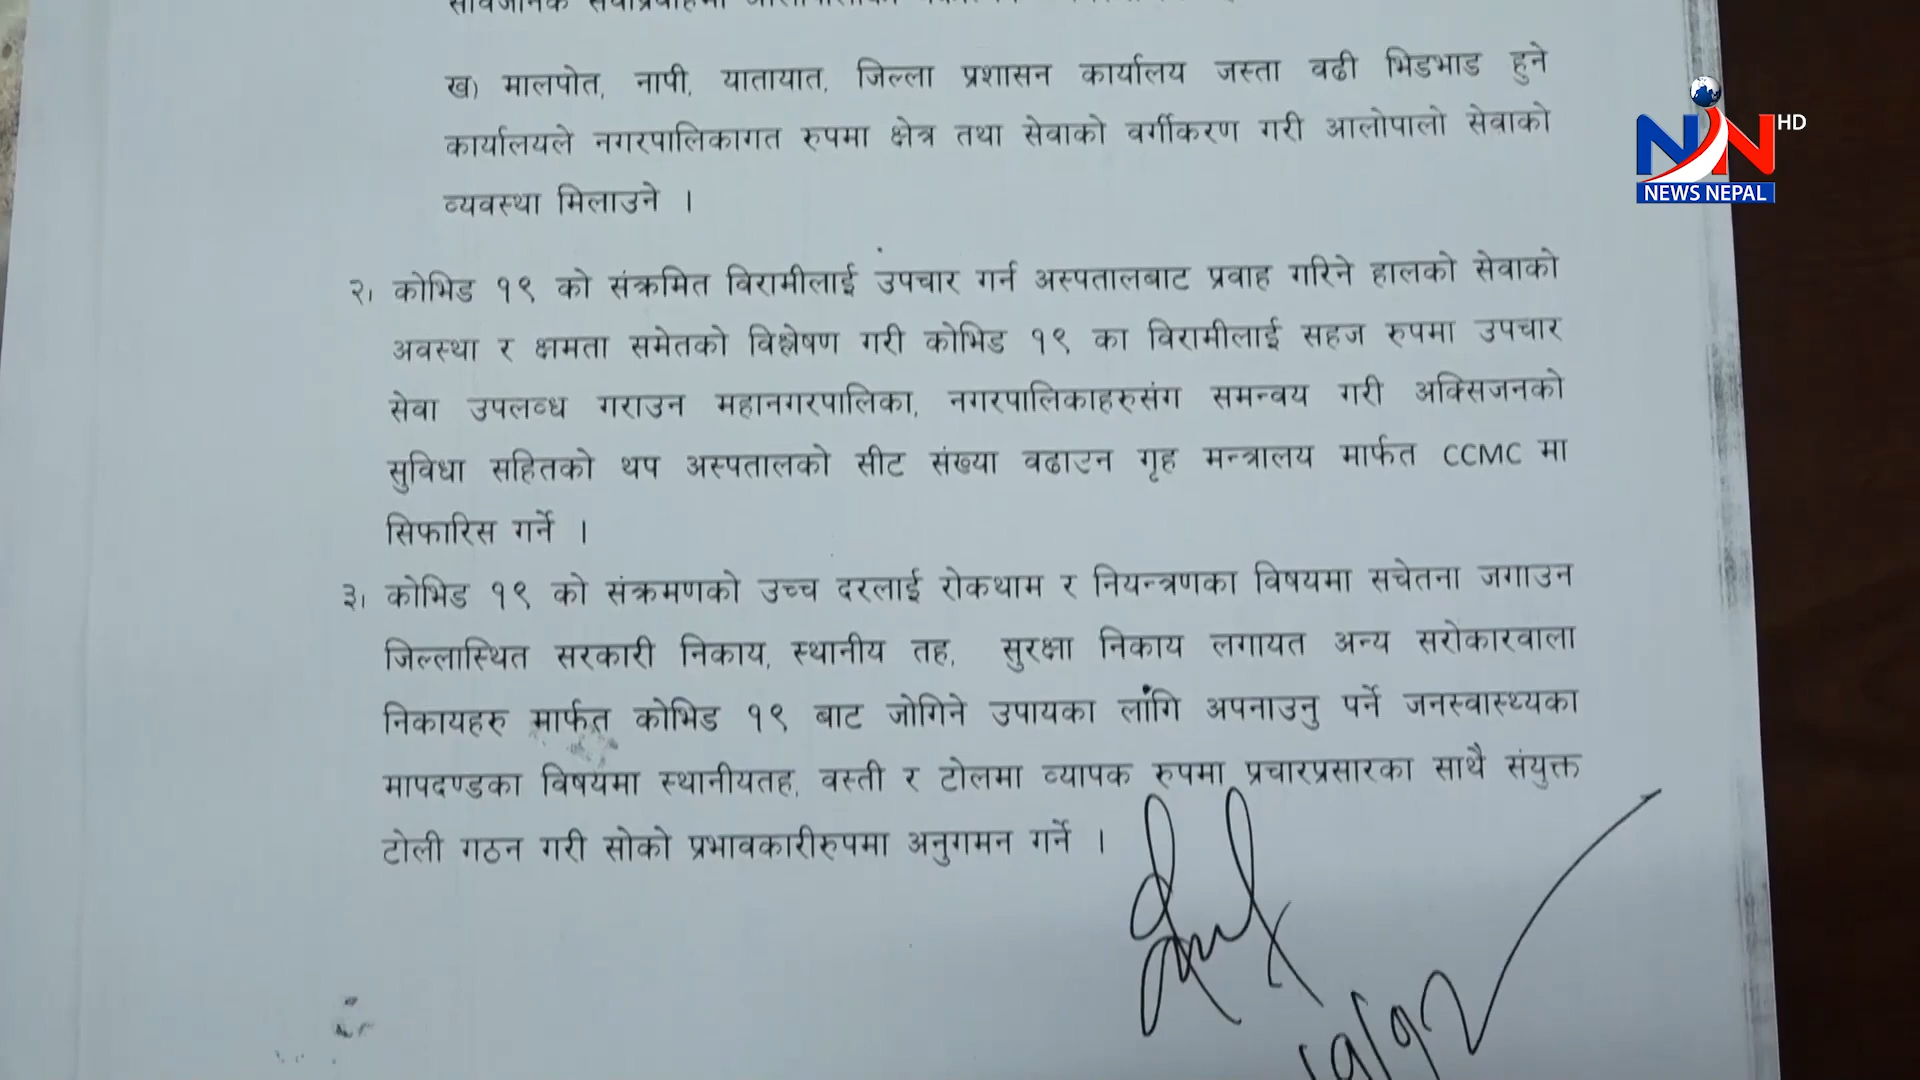 ख) मालपोत, नापी, यातायात, जिल्ला प्रशासन कार्यालय जस्ता बढी भिडभाड हुने
कार्यालयले नगरपालिकागत रुपमा क्षेत्र तथा सेवाको वर्गीकरण गरी आलोपालो सेवाको
व्यवस्था मिलाउने ।
२। कोभिड १९ को संक्रमित विरामीलाई उपचार गर्न अस्पतालबाट प्रवाह गरिने हालको सेवाको
अवस्था र क्षमता समेतको विश्लेषण गरी कोभिड १९ का विरामीलाई सहज रुपमा उपचार
सेवा उपलब्ध गराउन महानगरपालिका, नगरपालिकाहरुसंग समन्वय गरी अक्सिजनको
सुविधा सहितको थप अस्पतालको सीट संख्या वढाउन गृह मन्त्रालय मार्फत CCMC मा
सिफारिस गर्ने ।
३। कोभिड १९ को संक्रमणको उच्च दरलाई रोकथाम र नियन्त्रणका विषयमा सचेतना जगाउन
जिल्लास्थित सरकारी निकाय, स्थानीय तह, सुरक्षा निकाय लगायत अन्य सरोकारवाला
निकायहरु मार्फत कोभिड १९ बाट जोगिने उपायका लागि अपनाउनु पर्ने जनस्वास्थ्यका
मापदण्डका विषयमा स्थानीयतह, वस्ती र टोलमा व्यापक रुपमा प्रचारप्रसारका साथै संयुक्त
टोली गठन गरी सोको प्रभावकारीरुपमा अनुगमन गर्ने ।
NN HD
NEWS NEPAL